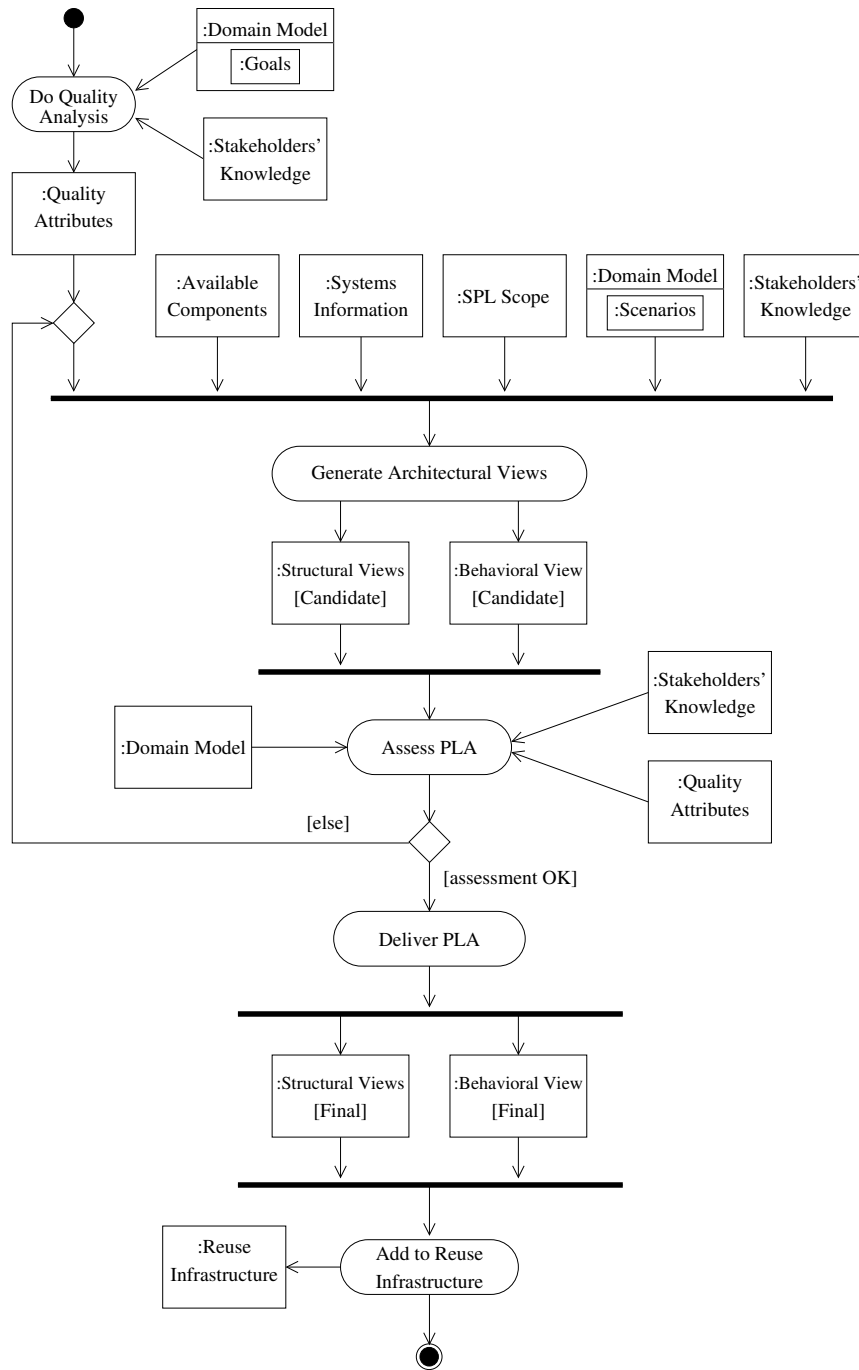 :Domain Model
:Goals
Do Quality
Analysis
:Stakeholders'
Knowledge
:Quality
Attributes
:Available
Components
:Systems
Information
:SPL Scope
:Domain Model
:Scenarios
:Stakeholders'
Knowledge
Generate Architectural Views
:Structural Views
[Candidate]
:Behavioral View
[Candidate]
:Stakeholders'
Knowledge
:Domain Model
Assess PLA
:Quality
Attributes
[else]
[assessment OK]
Deliver PLA
:Structural Views
[Final]
:Behavioral View
[Final]
:Reuse
Infrastructure
Add to Reuse
Infrastructure